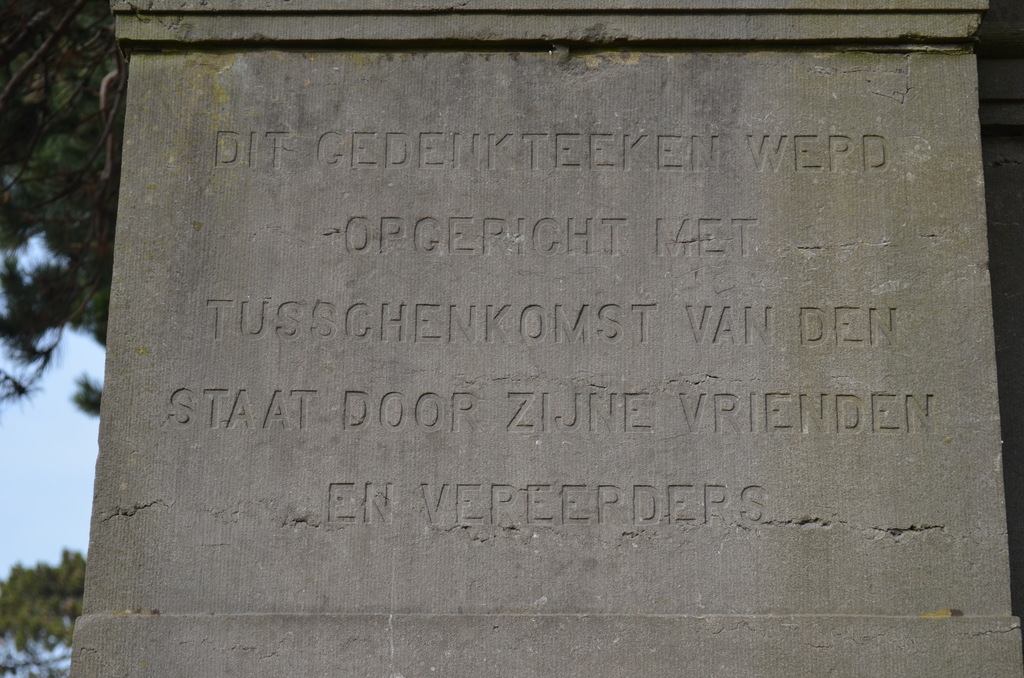 DIT GEDENKTEEKEN WERD
OPGERICHT MET
TUSSCHENKOMST VAN DEN
STAAT DOOR ZIJNE VRIENDEN
EN VEREERDERS